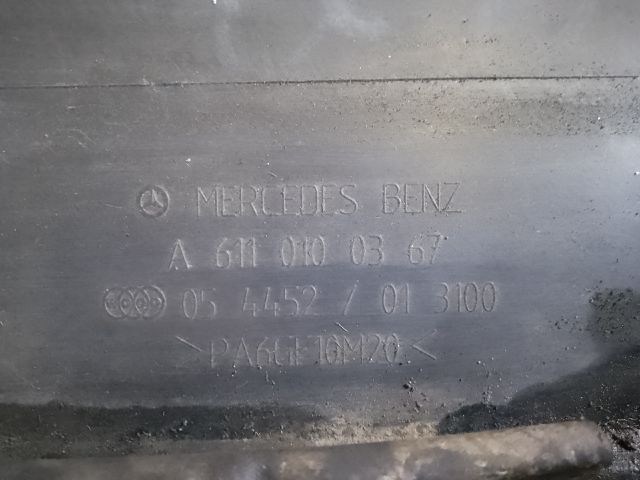 MERCEDES BENZ
A 611 010 03 67
05 4452 / 01 3100
>PA6GF10M20<